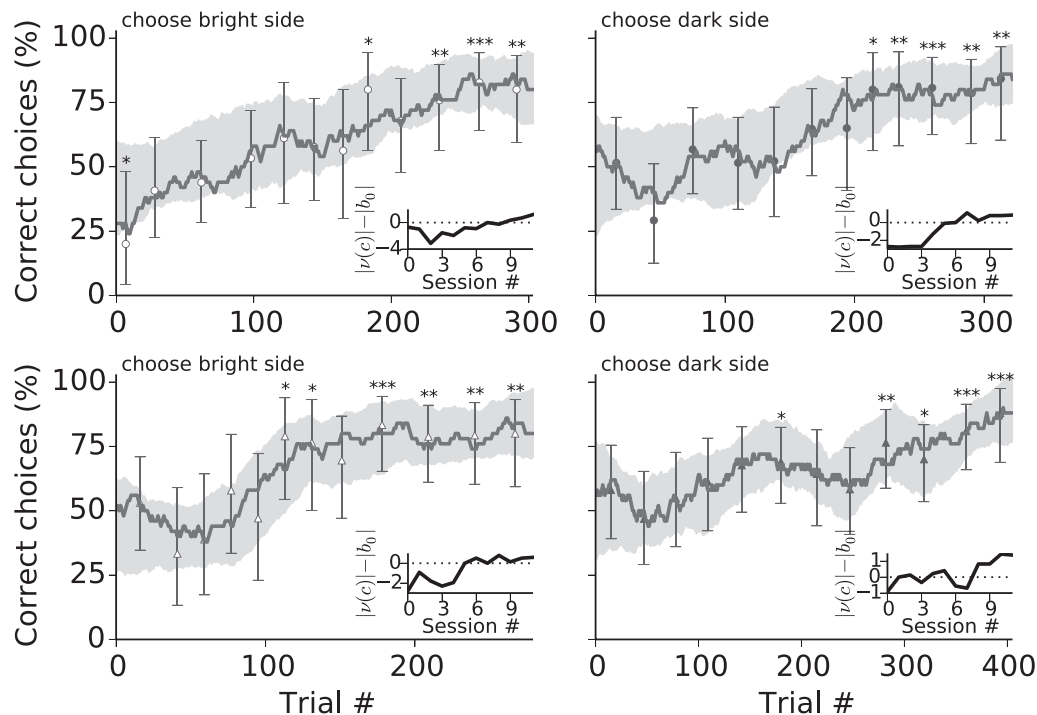 choose bright side
100
75
50
25
0
Correct choices (%)
* * ** *** **
|ν(c)|−|b₀|
0
−4
0 3 6 9
Session #
0 100 200 300
choose dark side
* ** *** ** **
|ν(c)|−|b₀|
0
−2
0 3 6 9
Session #
0 100 200 300
choose bright side
100
75
50
25
0
Correct choices (%)
* * *** ** ** **
|ν(c)|−|b₀|
0
−2
0 3 6 9
Session #
0 100 200
Trial #
choose dark side
* ** * *** ***
|ν(c)|−|b₀|
1
0
−1
0 3 6 9
Session #
0 100 200 300 400
Trial #